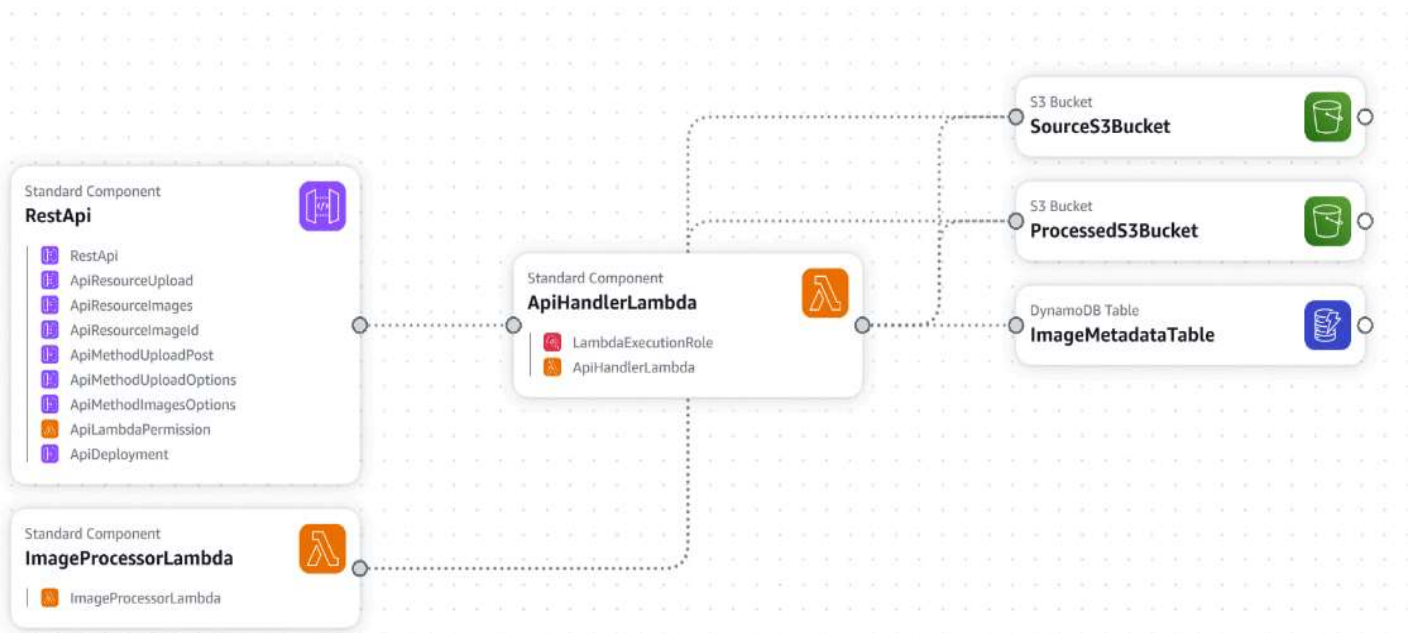 Standard Component
RestApi
RestApi
ApiResourceUpload
ApiResourceImages
ApiResourceImageId
ApiMethodUploadPost
ApiMethodUploadOptions
ApiMethodImagesOptions
ApiLambdaPermission
ApiDeployment
Standard Component
ImageProcessorLambda
ImageProcessorLambda
Standard Component
ApiHandlerLambda
LambdaExecutionRole
ApiHandlerLambda
S3 Bucket
SourceS3Bucket
S3 Bucket
ProcessedS3Bucket
DynamoDB Table
ImageMetadataTable